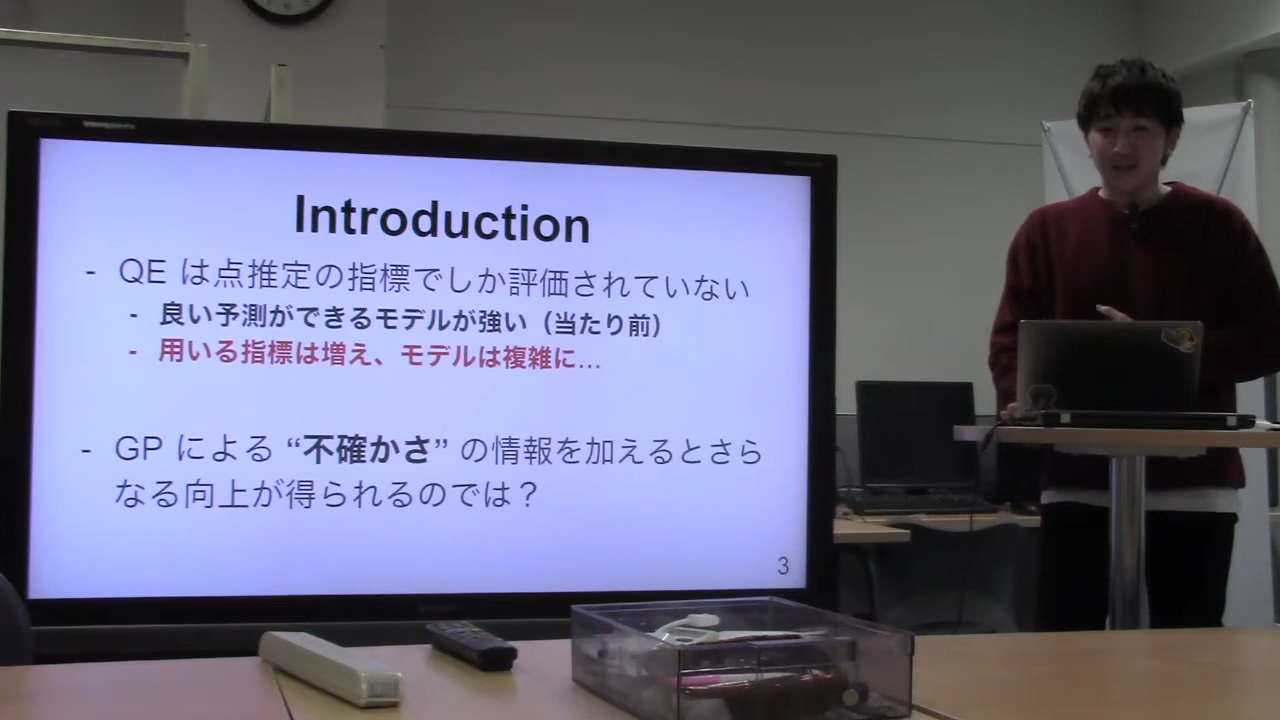 Introduction
- QE は点推定の指標でしか評価されていない
- 良い予測ができるモデルが強い（当たり前）
- 用いる指標は増え、モデルは複雑に…
- GP による “不確かさ” の情報を加えるとさら
なる向上が得られるのでは？
3